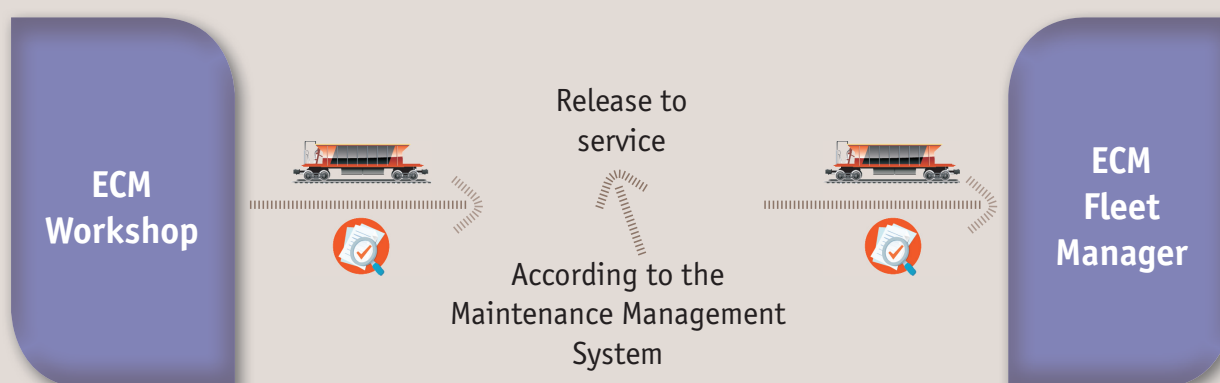 ECM
Workshop
Release to
service
According to the
Maintenance Management
System
ECM
Fleet
Manager